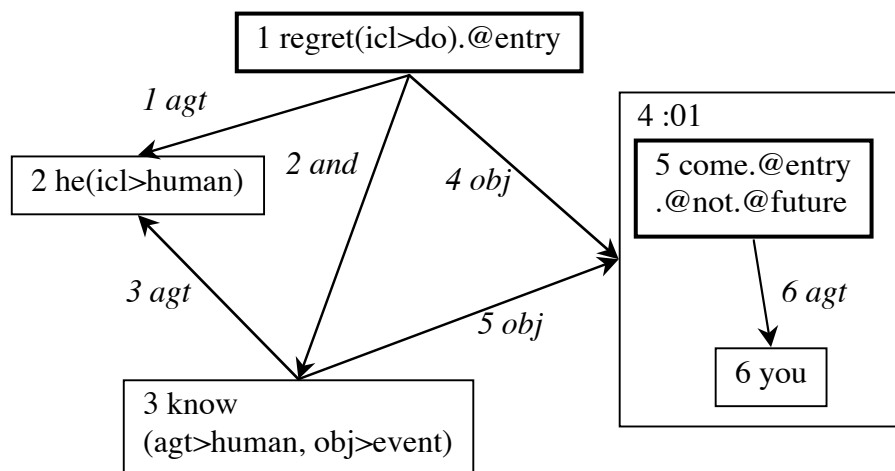 1 regret(icl>do).@entry
1 agt
2 he(icl>human)
2 and
4 obj
4 :01
5 come.@entry
.@not.@future
3 agt
5 obj
6 agt
6 you
3 know
(agt>human, obj>event)